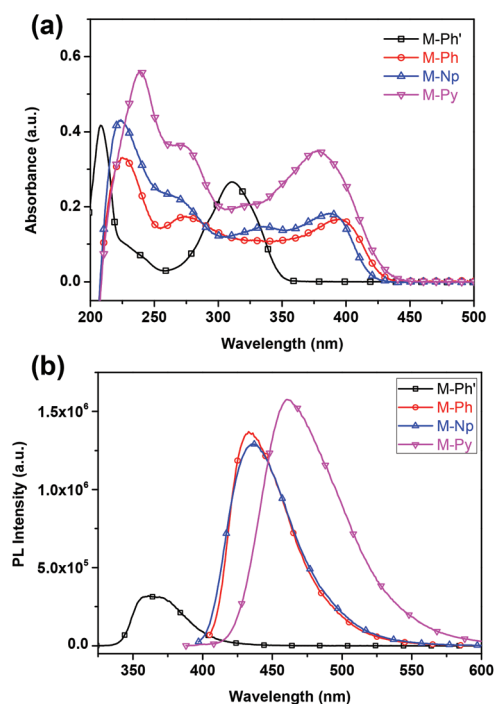 (a)
0.6
0.4
0.2
0.0
Absorbance (a.u.)
M-Ph'
M-Ph
M-Np
M-Py
200 250 300 350 400 450 500
Wavelength (nm)
(b)
1.5x10⁶
1.0x10⁶
5.0x10⁵
0.0
PL Intensity (a.u.)
M-Ph'
M-Ph
M-Np
M-Py
350 400 450 500 550 600
Wavelength (nm)